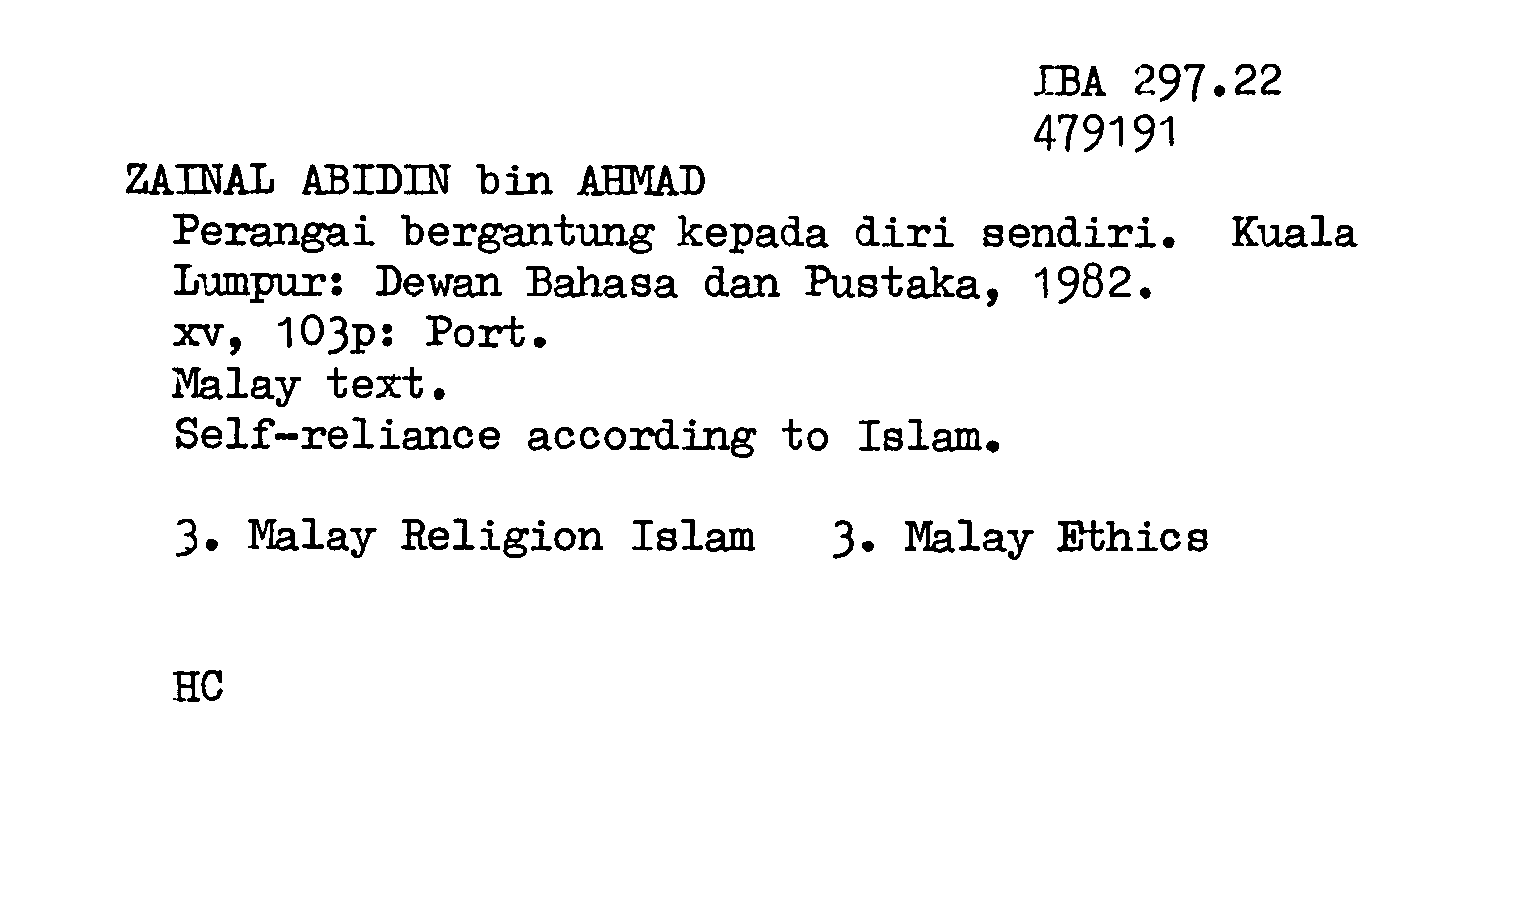 IBA 297.22
479191
ZAINAL ABIDIN bin AHMAD
Perangai bergantung kepada diri sendiri. Kuala
Lumpur: Dewan Bahasa dan Pustaka, 1982.
xv, 103p: Port.
Malay text.
Self-reliance according to Islam.
3. Malay Religion Islam 3. Malay Ethics
HC